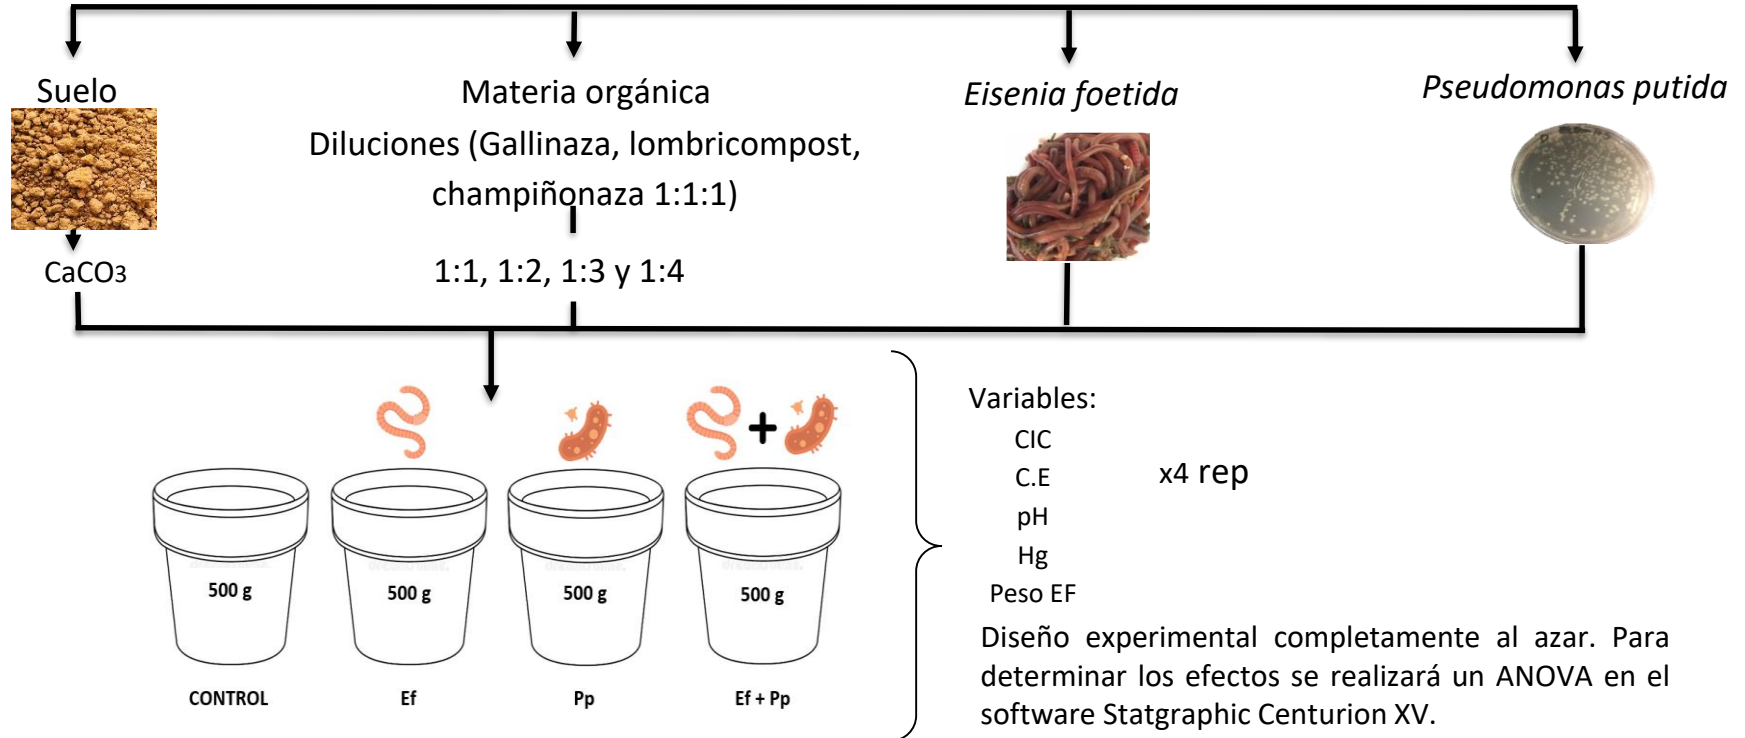 Suelo
Materia orgánica
Diluciones (Gallinaza, lombricompost,
champiñonaza 1:1:1)
Eisenia foetida
Pseudomonas putida
CaCO3
1:1, 1:2, 1:3 y 1:4
500 g
500 g
500 g
500 g
CONTROL
Ef
Pp
Ef + Pp
Variables:
CIC
C.E
pH
Hg
Peso EF
x4 rep
Diseño experimental completamente al azar. Para
determinar los efectos se realizará un ANOVA en el
software Statgraphic Centurion XV.